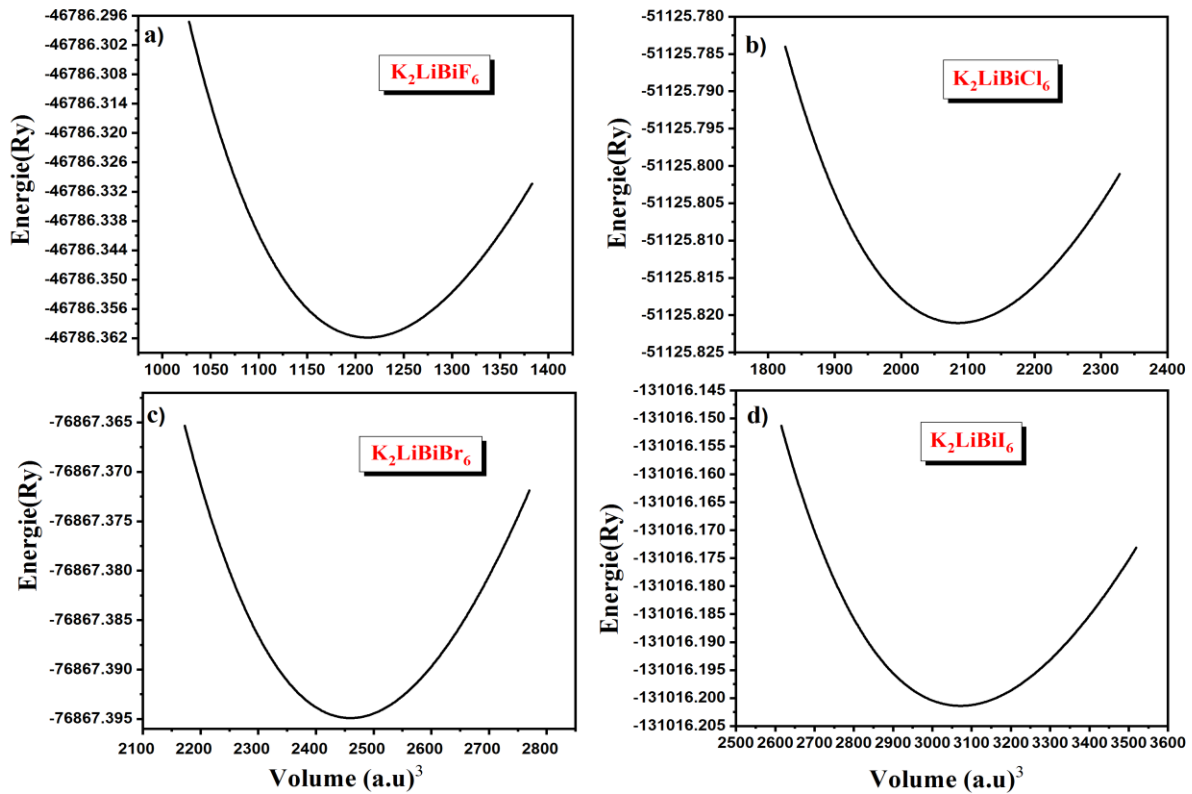 a)
K₂LiBiF₆
Energie(Ry)
-46786.296
-46786.302
-46786.308
-46786.314
-46786.320
-46786.326
-46786.332
-46786.338
-46786.344
-46786.350
-46786.356
-46786.362
1000 1050 1100 1150 1200 1250 1300 1350 1400
b)
K₂LiBiCl₆
Energie(Ry)
-51125.780
-51125.785
-51125.790
-51125.795
-51125.800
-51125.805
-51125.810
-51125.815
-51125.820
-51125.825
1800 1900 2000 2100 2200 2300 2400
c)
K₂LiBiBr₆
Energie(Ry)
-76867.365
-76867.370
-76867.375
-76867.380
-76867.385
-76867.390
-76867.395
2100 2200 2300 2400 2500 2600 2700 2800
Volume (a.u)³
d)
K₂LiBiI₆
Energie(Ry)
-131016.145
-131016.150
-131016.155
-131016.160
-131016.165
-131016.170
-131016.175
-131016.180
-131016.185
-131016.190
-131016.195
-131016.200
-131016.205
2500 2600 2700 2800 2900 3000 3100 3200 3300 3400 3500 3600
Volume (a.u)³